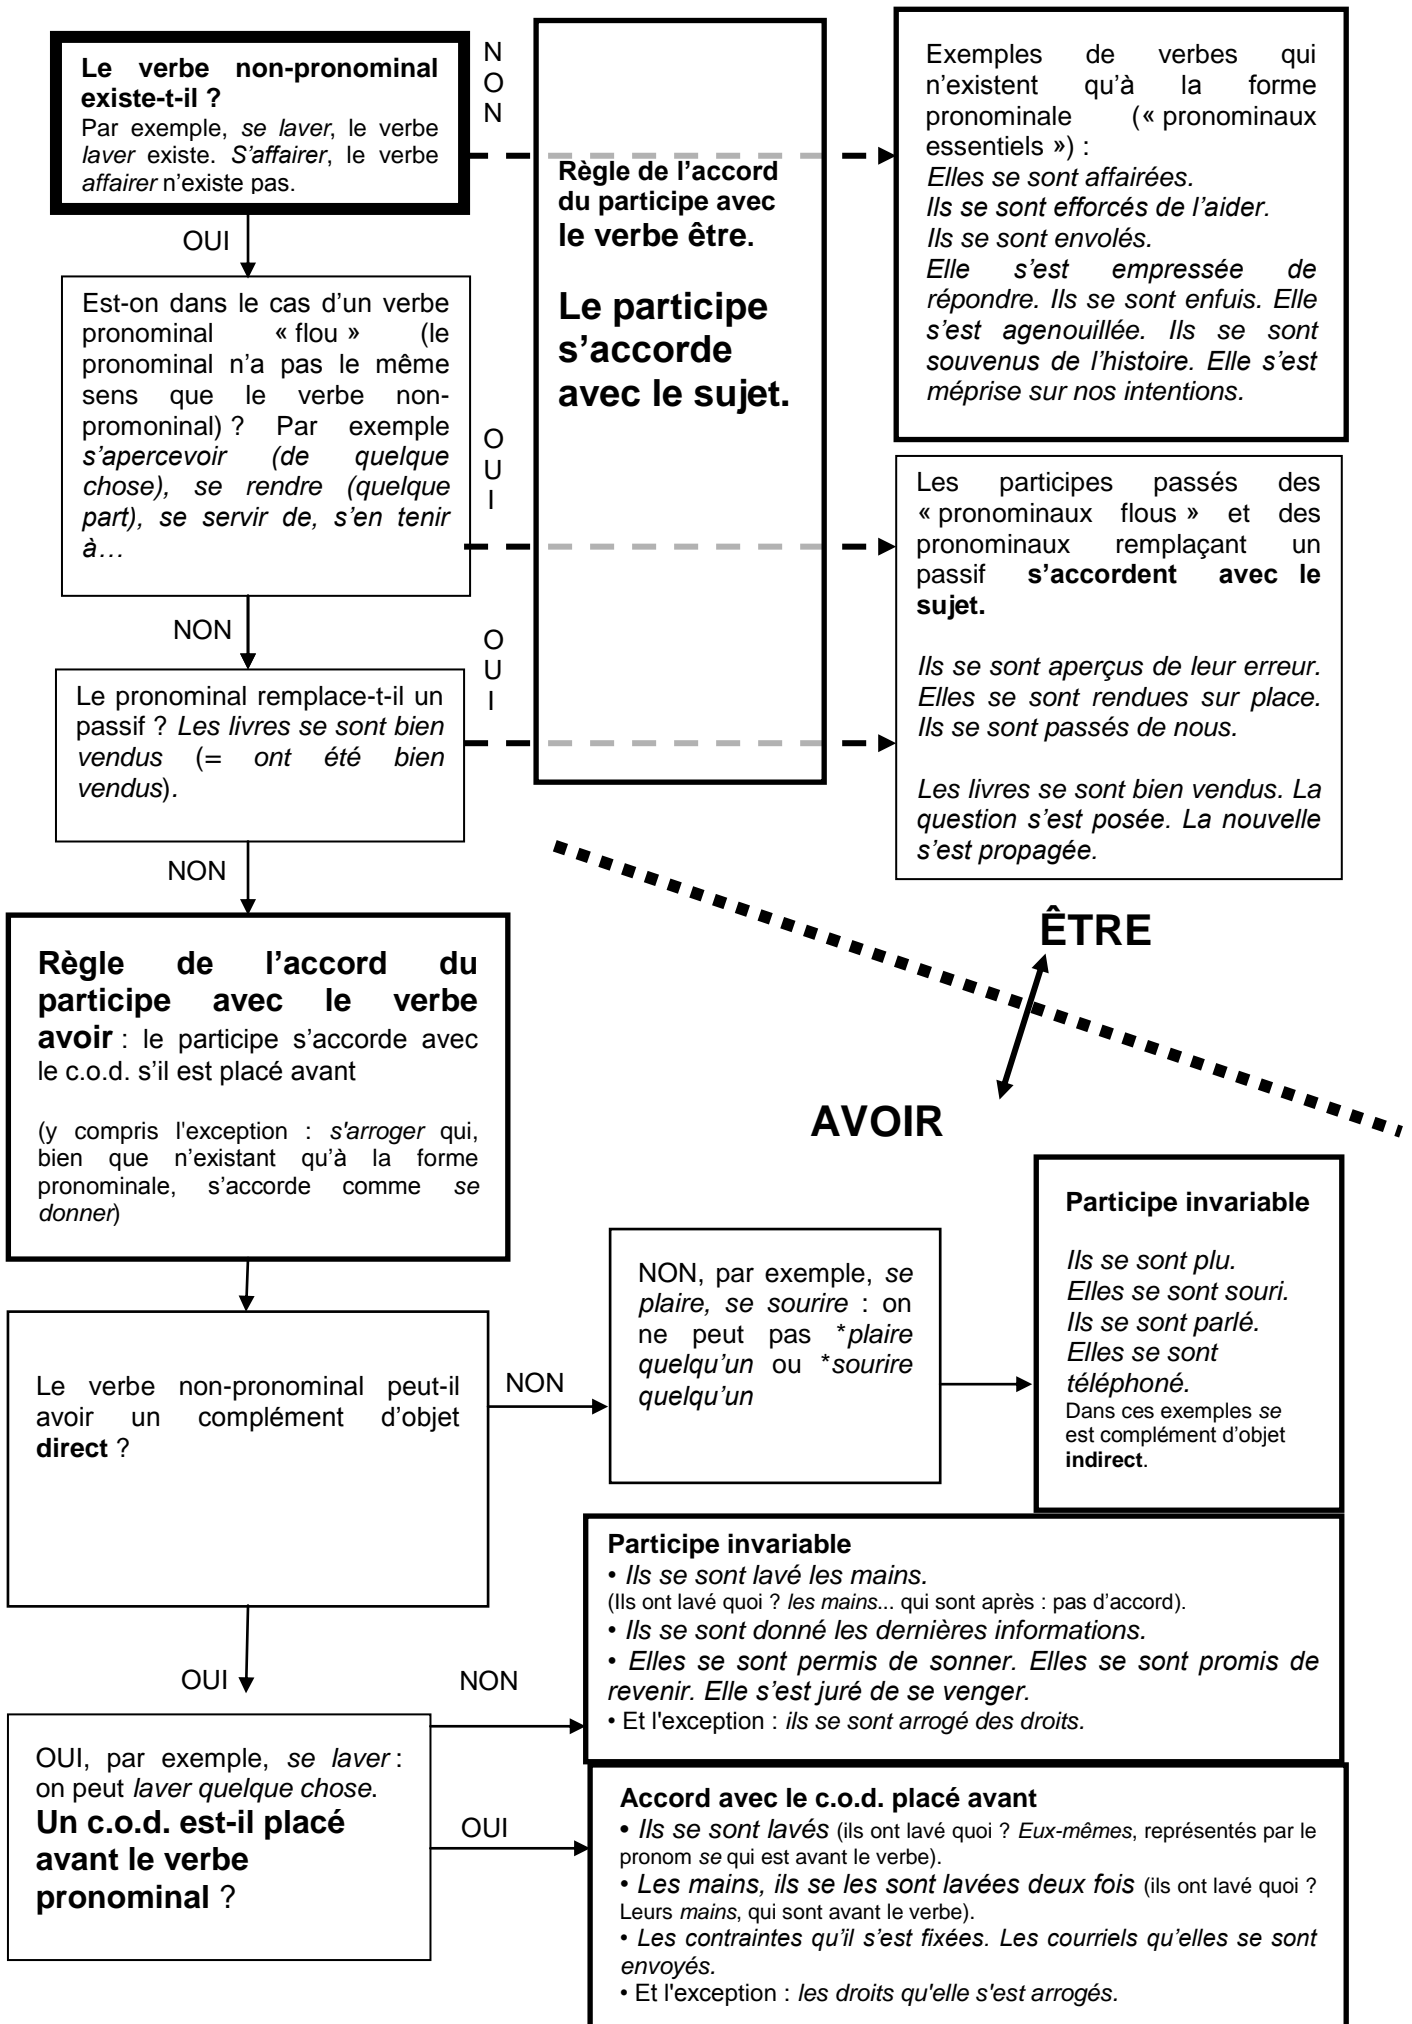 Le verbe non-pronominal
existe-t-il ?
Par exemple, se laver, le verbe
laver existe. S'affairer, le verbe
affairer n'existe pas.
N
O
N
OUI
Règle de l'accord
du participe avec
le verbe être.
Le participe
s'accorde
avec le sujet.
Exemples de verbes qui
n'existent qu'à la forme
pronominale (« pronominaux
essentiels ») :
Elles se sont affairées.
Ils se sont efforcés de l'aider.
Ils se sont envolés.
Elle s'est empressée de
répondre. Ils se sont enfuis. Elle
s'est agenouillée. Ils se sont
souvenus de l'histoire. Elle s'est
méprise sur nos intentions.
Est-on dans le cas d'un verbe
pronominal « flou » (le
pronominal n'a pas le même
sens que le verbe non-
promoninal) ? Par exemple
s'apercevoir (de quelque
chose), se rendre (quelque
part), se servir de, s'en tenir
à…
O
U
I
NON
Les participes passés des
« pronominaux flous » et des
pronominaux remplaçant un
passif s'accordent avec le
sujet.
Ils se sont aperçus de leur erreur.
Elles se sont rendues sur place.
Ils se sont passés de nous.
Les livres se sont bien vendus. La
question s'est posée. La nouvelle
s'est propagée.
O
U
I
Le pronominal remplace-t-il un
passif ? Les livres se sont bien
vendus (= ont été bien
vendus).
NON
ÊTRE
AVOIR
Règle de l'accord du
participe avec le verbe
avoir : le participe s'accorde avec
le c.o.d. s'il est placé avant
(y compris l'exception : s'arroger qui,
bien que n'existant qu'à la forme
pronominale, s'accorde comme se
donner)
Le verbe non-pronominal peut-il
avoir un complément d'objet
direct ?
NON
NON, par exemple, se
plaire, se sourire : on
ne peut pas *plaire
quelqu'un ou *sourire
quelqu'un
Participe invariable
Ils se sont plu.
Elles se sont souri.
Ils se sont parlé.
Elles se sont
téléphoné.
Dans ces exemples se
est complément d'objet
indirect.
OUI
OUI, par exemple, se laver :
on peut laver quelque chose.
Un c.o.d. est-il placé
avant le verbe
pronominal ?
NON
Participe invariable
• Ils se sont lavé les mains.
(Ils ont lavé quoi ? les mains... qui sont après : pas d'accord).
• Ils se sont donné les dernières informations.
• Elles se sont permis de sonner. Elles se sont promis de
revenir. Elle s'est juré de se venger.
• Et l'exception : ils se sont arrogé des droits.
OUI
Accord avec le c.o.d. placé avant
• Ils se sont lavés (ils ont lavé quoi ? Eux-mêmes, représentés par le
pronom se qui est avant le verbe).
• Les mains, ils se les sont lavées deux fois (ils ont lavé quoi ?
Leurs mains, qui sont avant le verbe).
• Les contraintes qu'il s'est fixées. Les courriels qu'elles se sont
envoyés.
• Et l'exception : les droits qu'elle s'est arrogés.